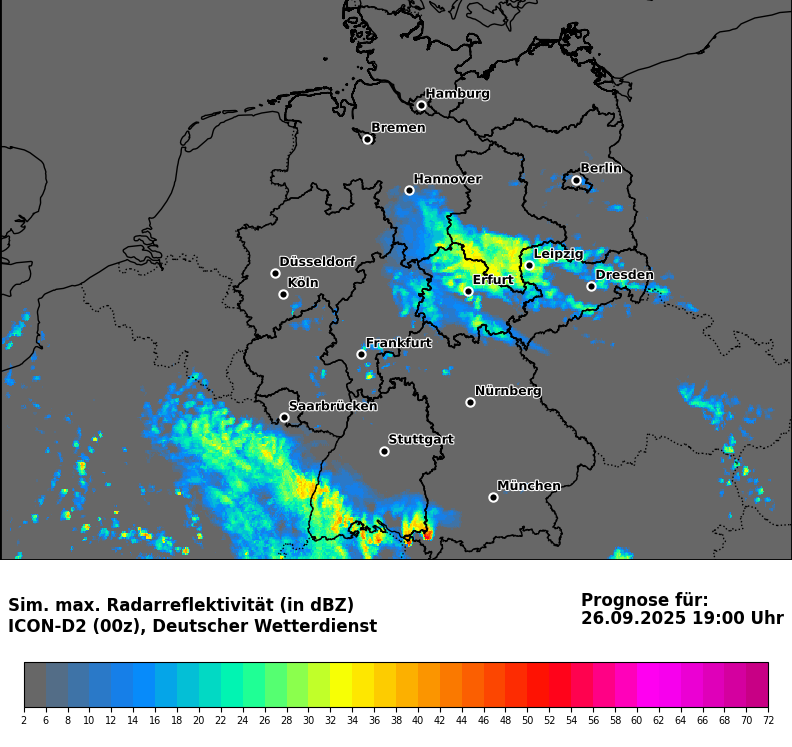 Hamburg
Bremen
Berlin
Hannover
Leipzig
Düsseldorf
Dresden
Köln
Erfurt
Frankfurt
Nürnberg
Saarbrücken
Stuttgart
München
Sim. max. Radarreflektivität (in dBZ)
ICON-D2 (00z), Deutscher Wetterdienst
Prognose für:
26.09.2025 19:00 Uhr
2 6 8 10 12 14 16 18 20 22 24 26 28 30 32 34 36 38 40 42 44 46 48 50 52 54 56 58 60 62 64 66 68 70 72